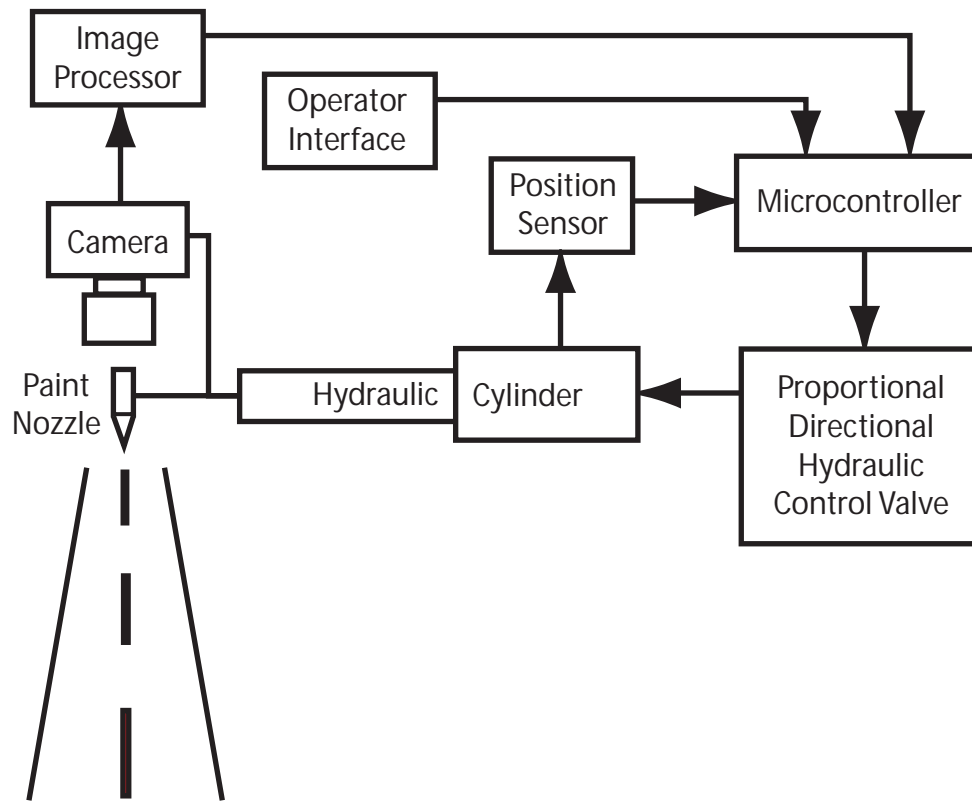 Image
Processor
Operator
Interface
Position
Sensor
Microcontroller
Camera
Paint
Nozzle
Hydraulic Cylinder
Proportional
Directional
Hydraulic
Control Valve